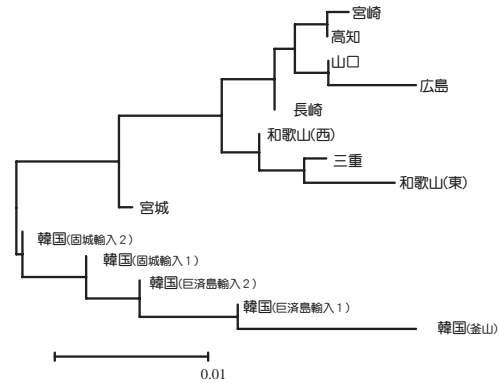 宮崎
高知
山口
広島
長崎
和歌山(西)
三重
和歌山(東)
宮城
韓国(固城輸入2)
韓国(固城輸入1)
韓国(巨済島輸入2)
韓国(巨済島輸入1)
韓国(釜山)
0.01